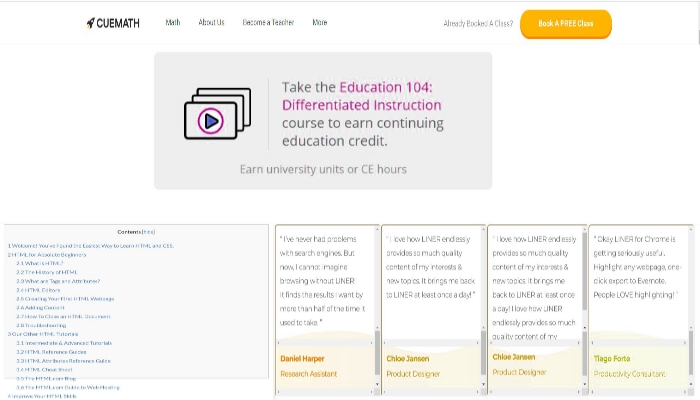 CUEMATH
Math
About Us
Become a Teacher
More
Already Booked A Class?
Book A FREE Class
Take the Education 104:
Differentiated Instruction
course to earn continuing
education credit.
Earn university units or CE hours
Contents [hide]
1 Welcome! You've Found the Easiest Way to Learn HTML and CSS.
2 HTML for Absolute Beginners
2.1 What is HTML?
2.2 The History of HTML
2.3 What are Tags and Attributes?
2.4 HTML Editors
2.5 Creating Your First HTML Webpage
2.6 Adding Content
2.7 How To Close an HTML Document
2.8 Troubleshooting
3 Our Other HTML Tutorials
3.1 Intermediate & Advanced Tutorials
3.2 HTML Reference Guides
3.3 HTML Attributes Reference Guide
3.4 HTML Cheat Sheet
3.5 The HTML.com Blog
3.6 The HTML.com Guide to Web Hosting
4 Improve Your HTML Skills
" I've never had problems
with search engines. But
now, I cannot imagine
browsing without LINER.
It finds the results I want by
more than half of the time it
used to take. "
Daniel Harper
Research Assistant
" I love how LINER endlessly
provides so much quality
content of my interests &
new topics. It brings me back
to LINER at least once a day! "
Chloe Jansen
Product Designer
" I love how LINER endlessly
provides so much quality
content of my interests &
new topics. It brings me
back to LINER at least once
a day! I love how LINER
endlessly provides so much
quality content of my
Chloe Jansen
Product Designer
" Okay LINER for Chrome is
getting seriously useful.
Highlight any webpage, one-
click export to Evernote.
People LOVE highlighting! "
Tiago Forte
Productivity Consultant